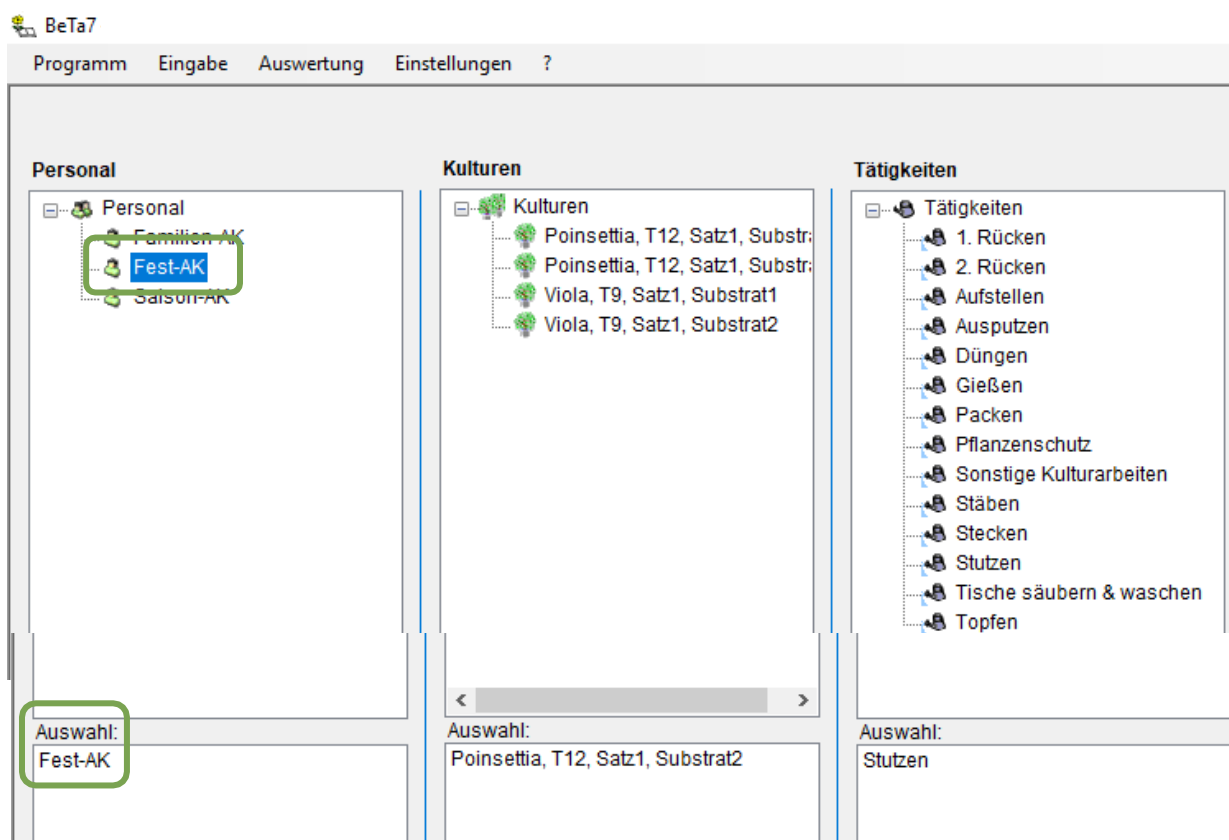 BeTa7
Programm Eingabe Auswertung Einstellungen ?
Personal
Personal
Familien-AK
Fest-AK
Saison-AK
Auswahl:
Fest-AK
Kulturen
Kulturen
Poinsettia, T12, Satz1, Substr
Poinsettia, T12, Satz1, Substr
Viola, T9, Satz1, Substrat1
Viola, T9, Satz1, Substrat2
Auswahl:
Poinsettia, T12, Satz1, Substrat2
Tätigkeiten
Tätigkeiten
1. Rücken
2. Rücken
Aufstellen
Ausputzen
Düngen
Gießen
Packen
Pflanzenschutz
Sonstige Kulturarbeiten
Stäben
Stecken
Stutzen
Tische säubern & waschen
Topfen
Auswahl:
Stutzen